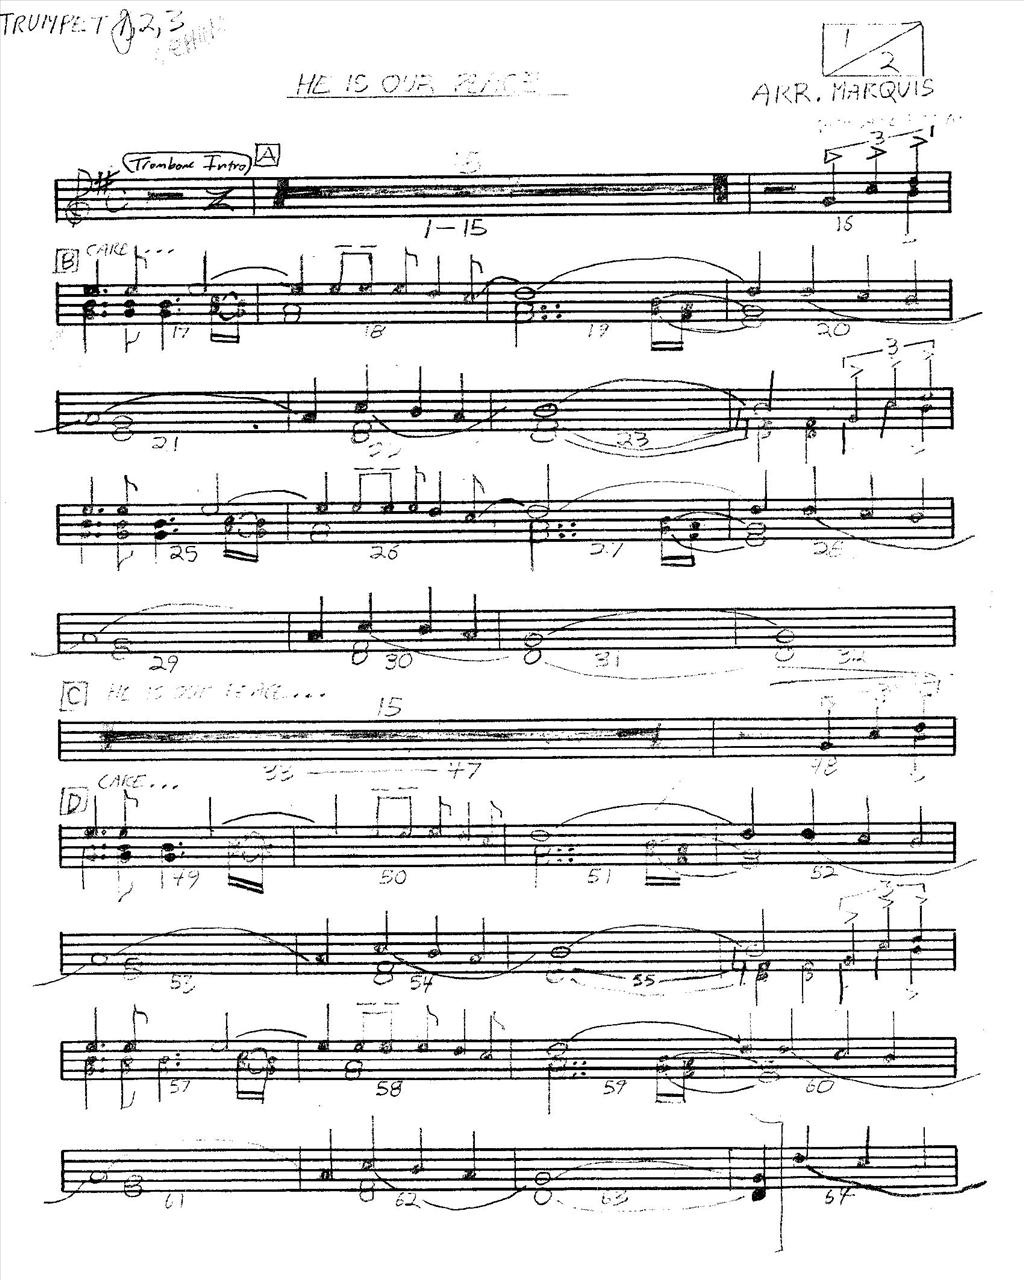 TRUMPET 1, 2, 3
1/2
HE IS OUR PEACE
ARR. MARQUIS
Trombone Intro A
3
15
1-15
16
B CARE...
17 18 19 20
3
21 22 23
25 26 27 28
29 30 31 32
C HE IS OUR PEACE...
15
3
33 — 47 48
CARE...
D
49 50 51 52
3
53 54 55
57 58 59 60
61 62 63 64